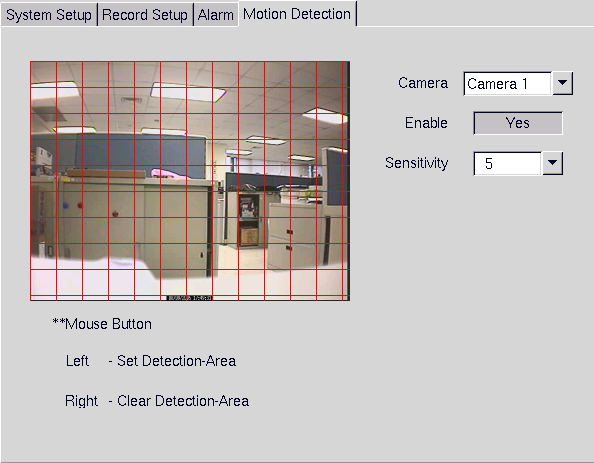 System Setup Record Setup Alarm Motion Detection
Camera Camera 1
Enable Yes
Sensitivity 5
**Mouse Button
Left - Set Detection-Area
Right - Clear Detection-Area